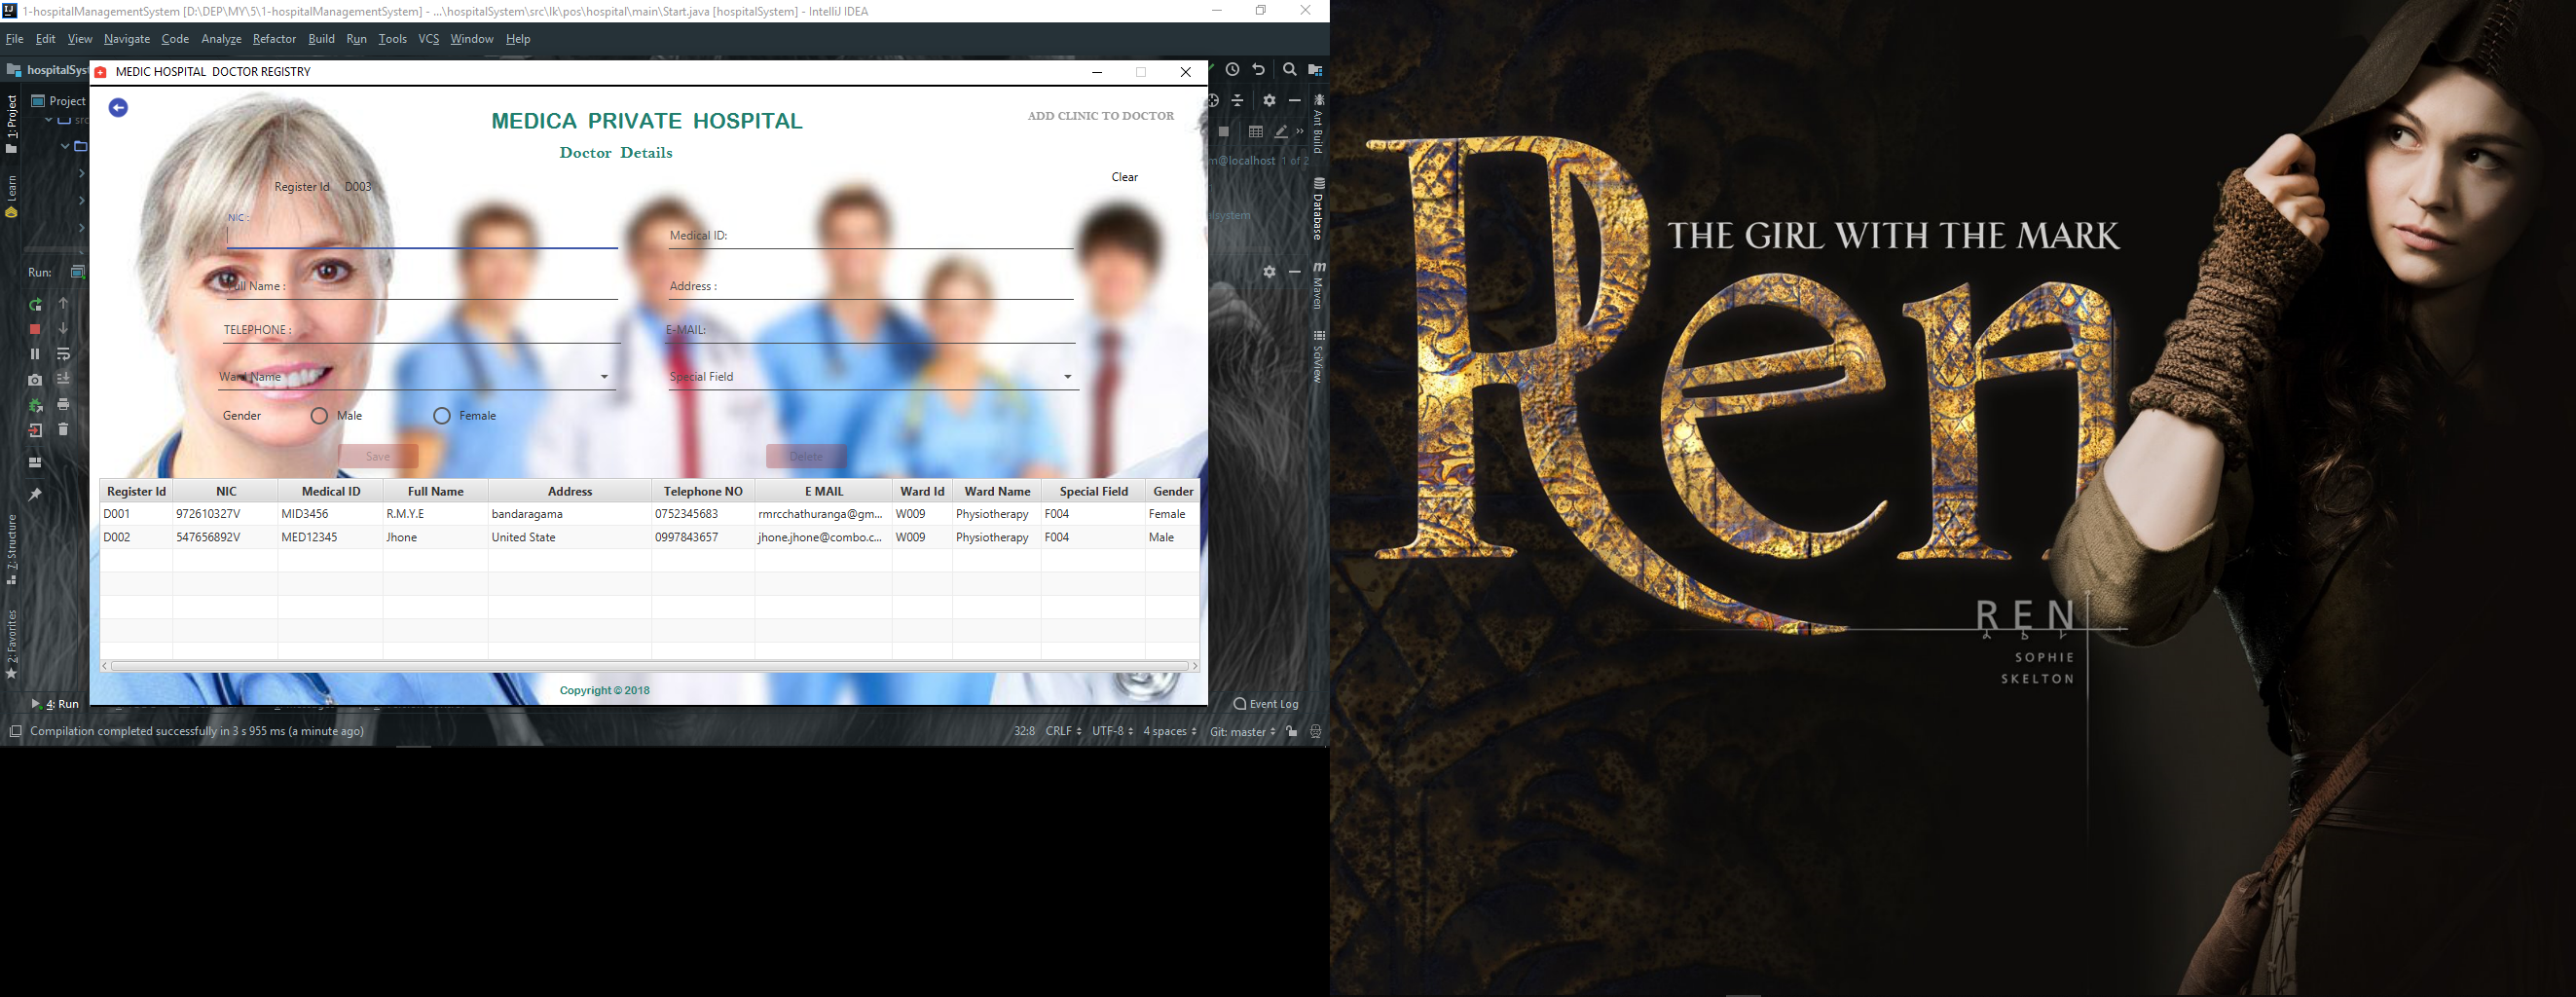 1-hospitalManagementSystem [D:\DEP\MY\5\1-hospitalManagementSystem] - ...\hospitalSystem\src\lk\pos\hospital\main\Start.java [hospitalSystem] - IntelliJ IDEA
File Edit View Navigate Code Analyze Refactor Build Run Tools VCS Window Help
hospitalSys
MEDIC HOSPITAL DOCTOR REGISTRY
1: Project
Project
src
Learn
Run:
7: Structure
2: Favorites
MEDICA PRIVATE HOSPITAL
ADD CLINIC TO DOCTOR
Doctor Details
Clear
Register Id D003
NIC :
Medical ID:
Full Name :
Address :
TELEPHONE :
E-MAIL:
Ward Name
Special Field
Gender Male Female
Save Delete
Register Id NIC Medical ID Full Name Address Telephone NO E MAIL Ward Id Ward Name Special Field Gender
D001 972610327V MID3456 R.M.Y.E bandaragama 0752345683 rmrcchathuranga@gm... W009 Physiotherapy F004 Female
D002 547656892V MED12345 Jhone United State 0997843657 jhone.jhone@combo.c... W009 Physiotherapy F004 Male
Copyright © 2018
Ant Build
m@localhost 1 of 2
Database
lsystem
Maven
SciView
4: Run
Event Log
Compilation completed successfully in 3 s 955 ms (a minute ago)
32:8 CRLF UTF-8 4 spaces Git: master
Ren
THE GIRL WITH THE MARK
REN
SOPHIE
SKELTON